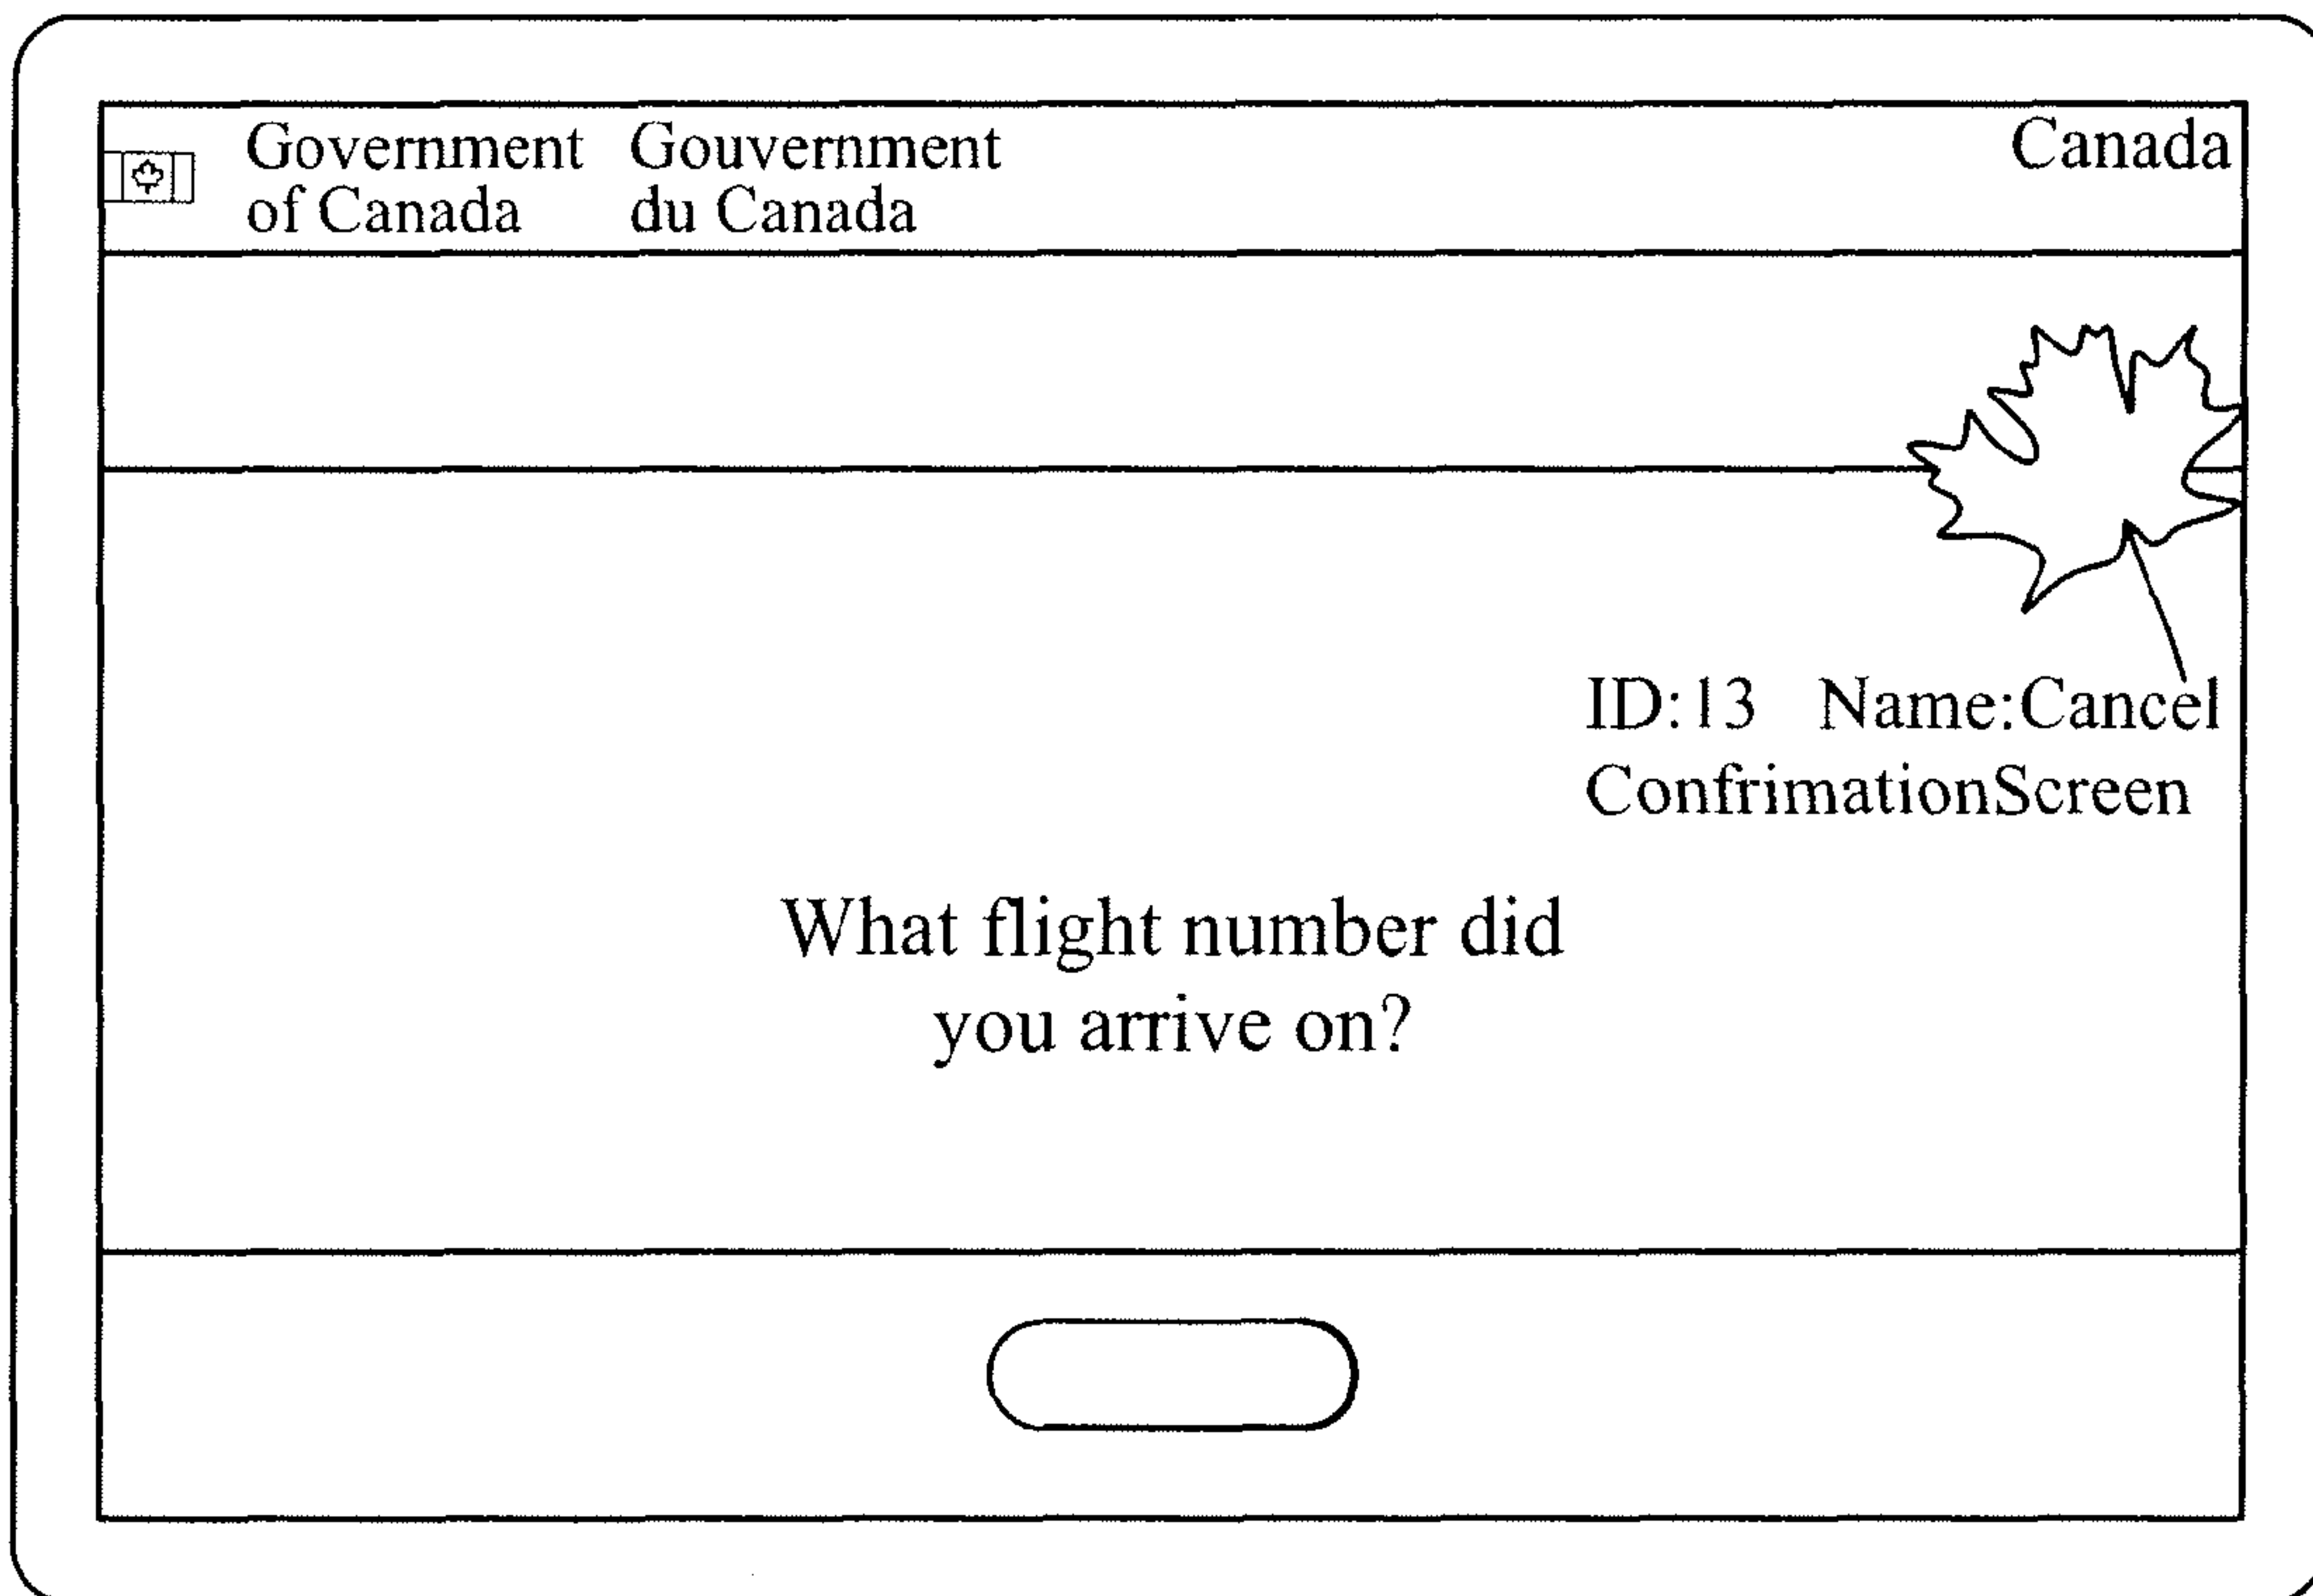 Government Gouvernment Canada
of Canada du Canada
ID:13 Name:Cancel
ConfrimationScreen
What flight number did
you arrive on?